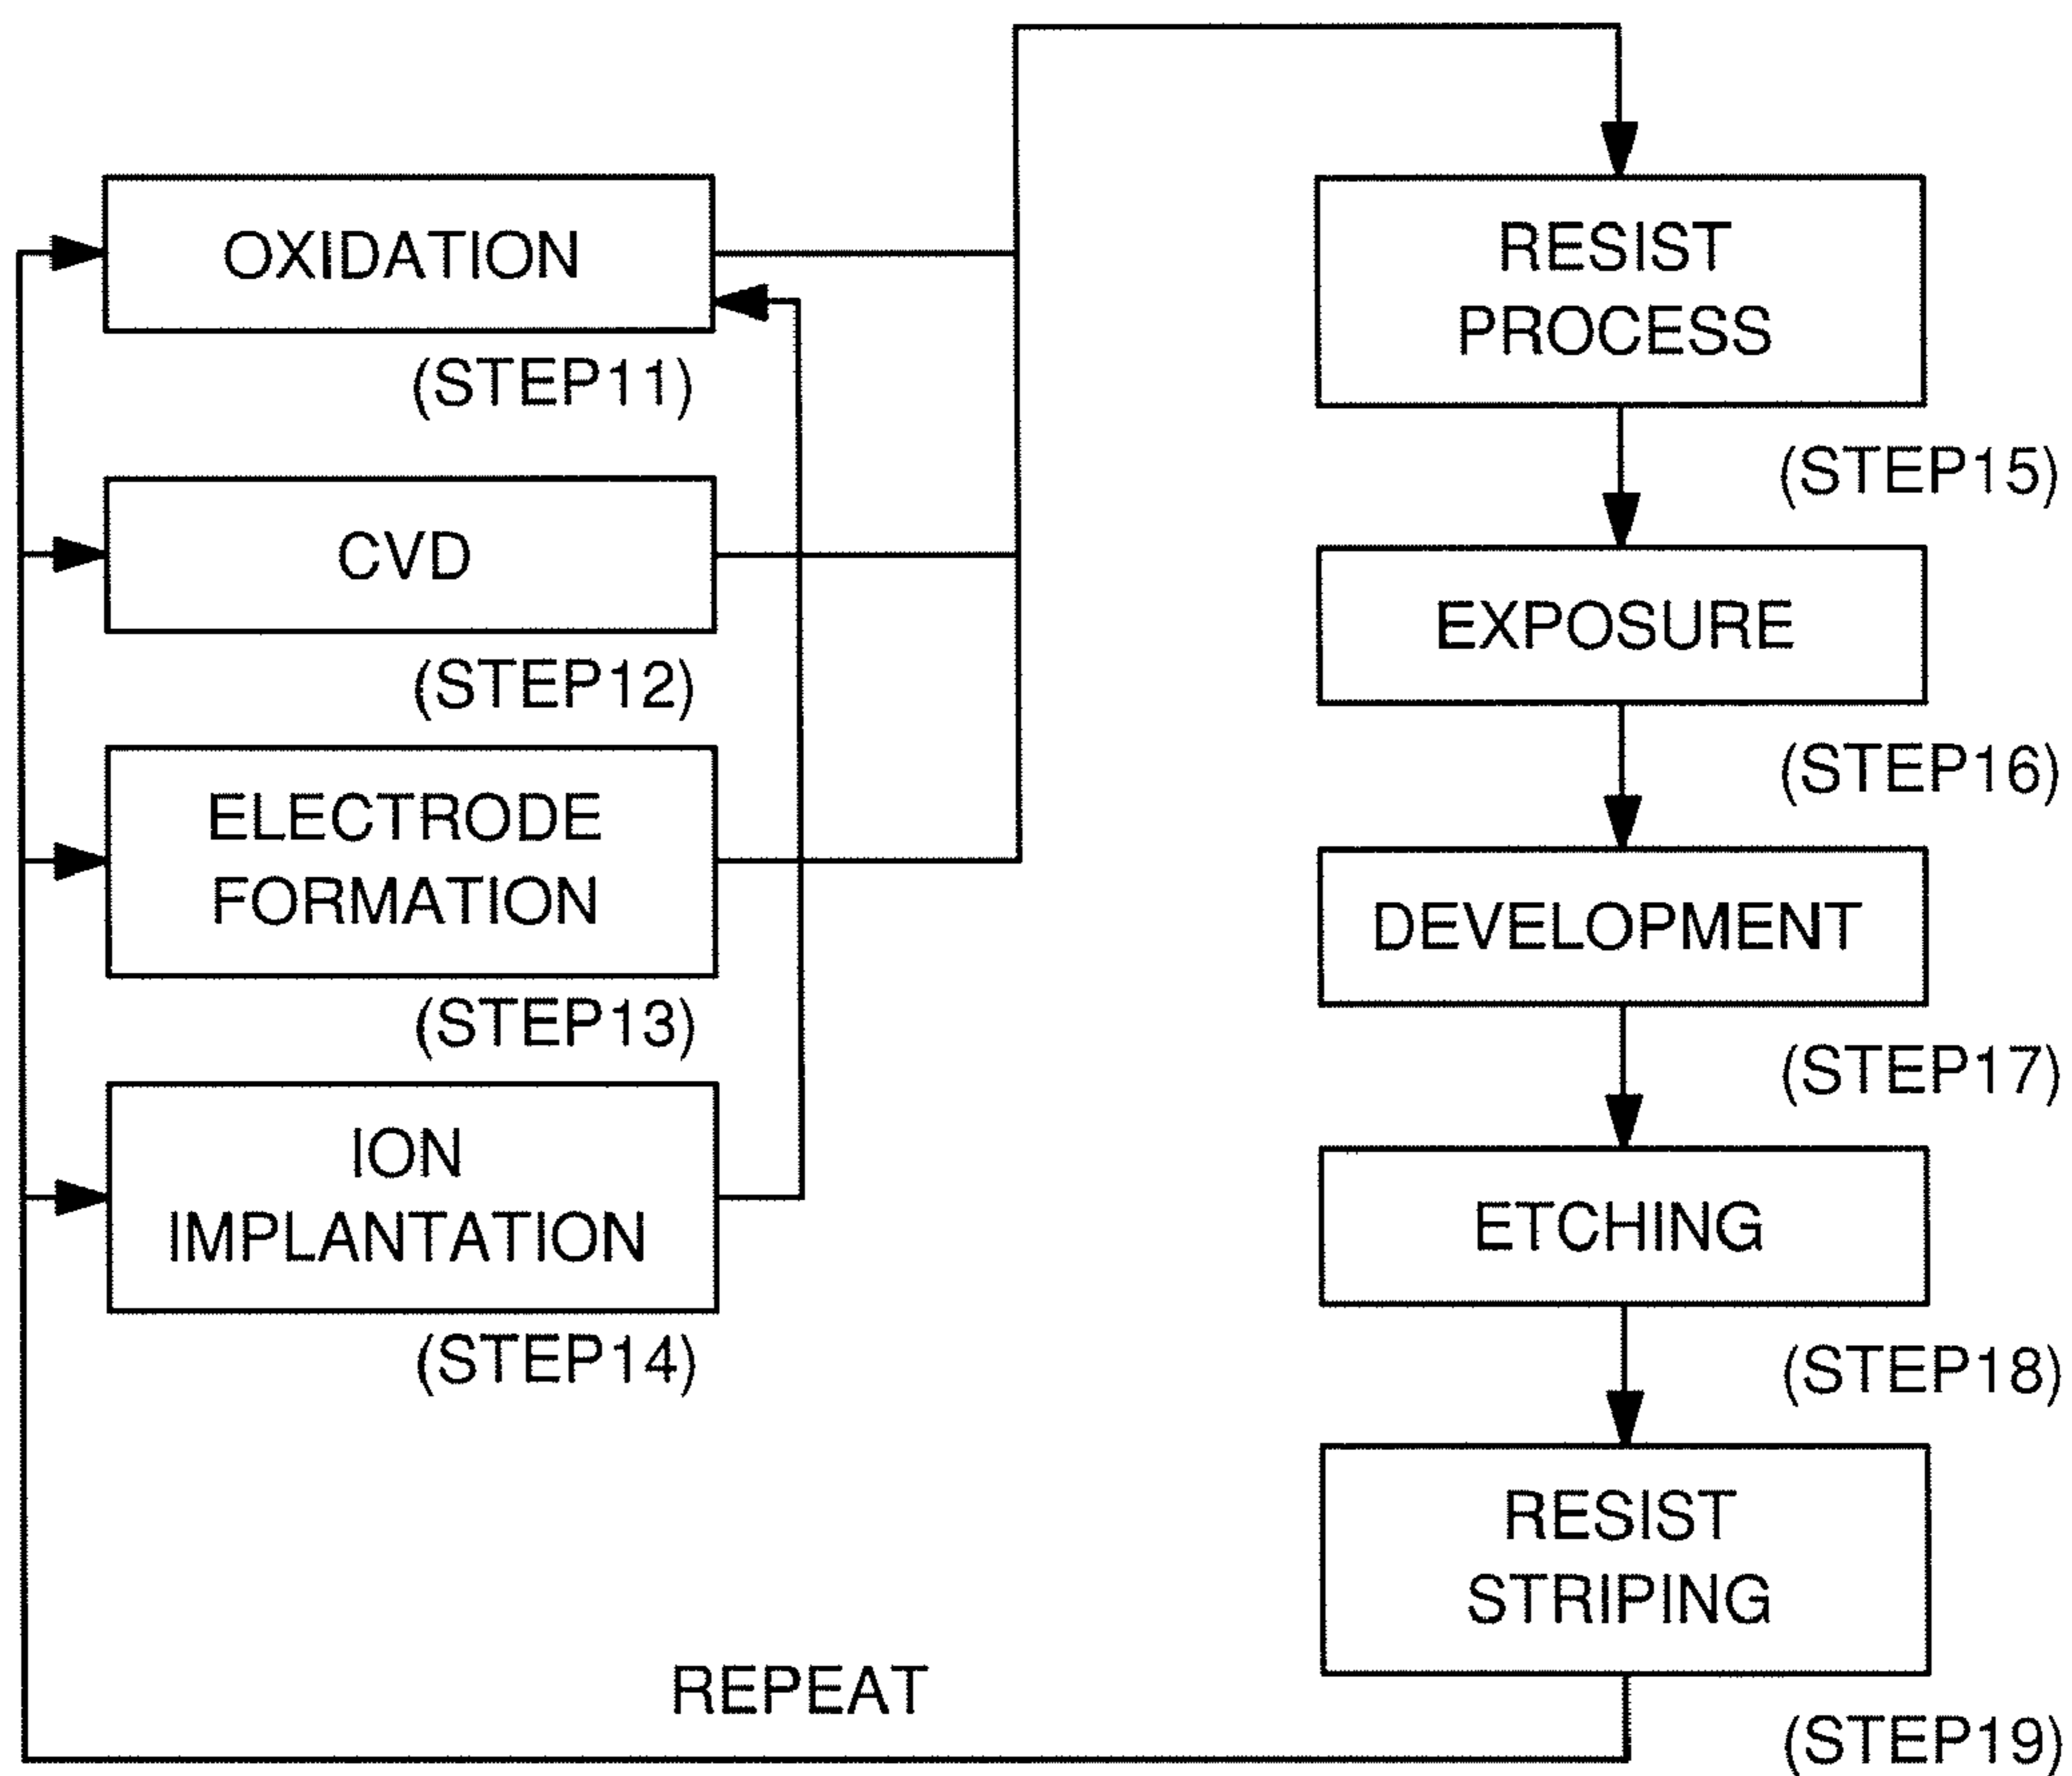 OXIDATION
(STEP11)
CVD
(STEP12)
ELECTRODE
FORMATION
(STEP13)
ION
IMPLANTATION
(STEP14)
RESIST
PROCESS
(STEP15)
EXPOSURE
(STEP16)
DEVELOPMENT
(STEP17)
ETCHING
(STEP18)
RESIST
STRIPING
(STEP19)
REPEAT